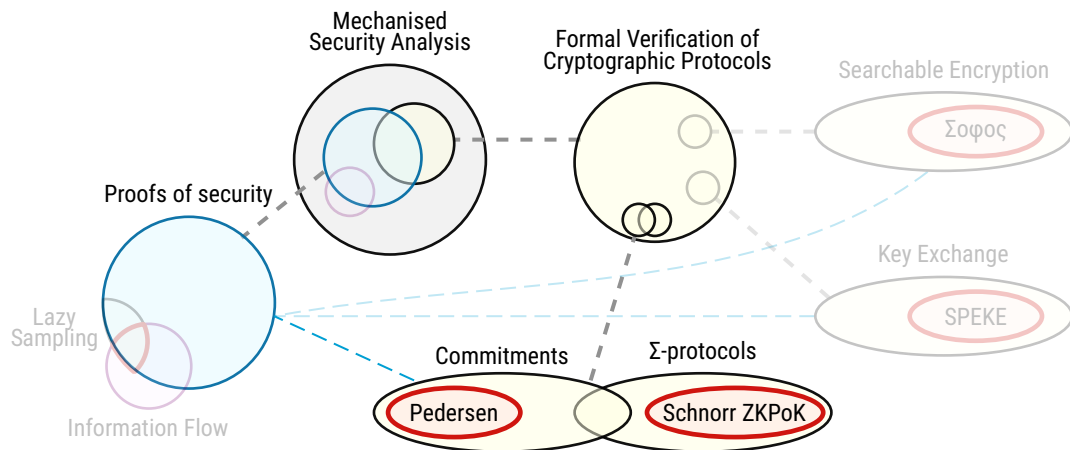 Mechanised
Security Analysis
Formal Verification of
Cryptographic Protocols
Searchable Encryption
Σοφος
Proofs of security
Key Exchange
SPEKE
Lazy
Sampling
Commitments
Σ-protocols
Pedersen
Schnorr ZKPoK
Information Flow